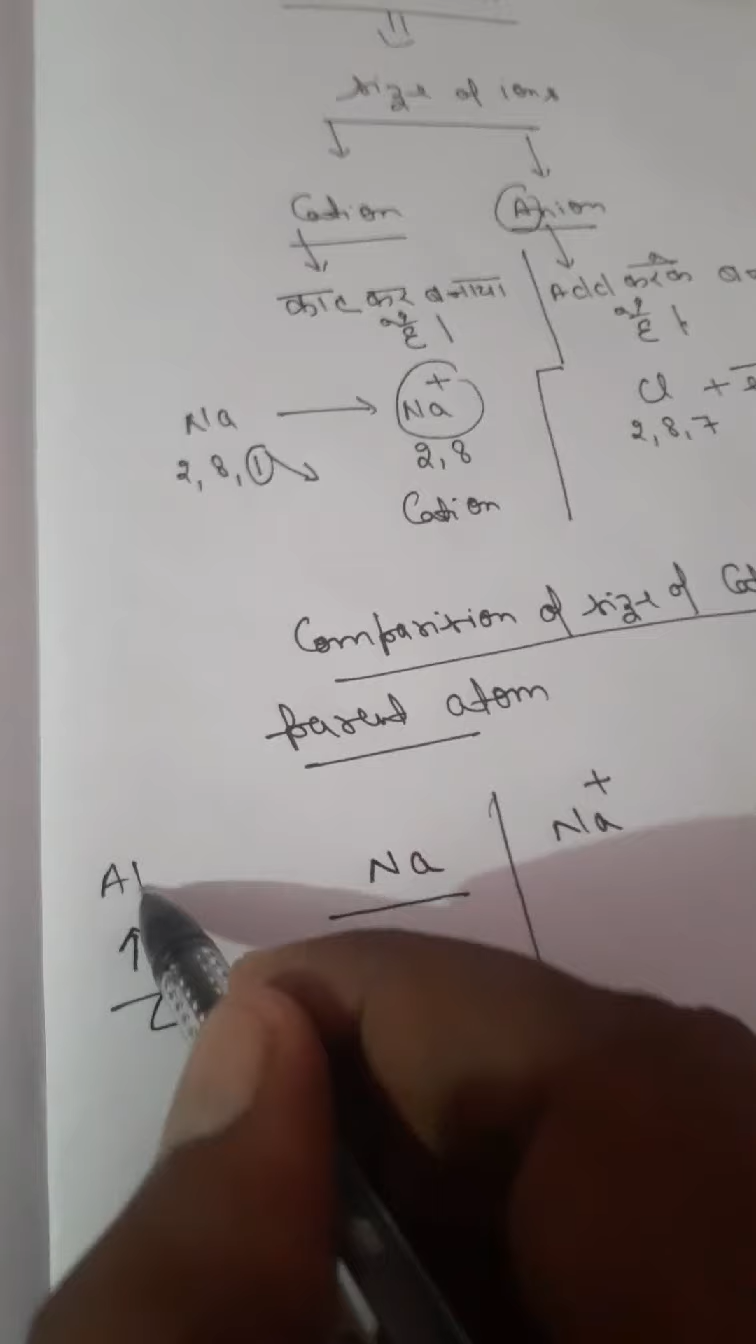 size of ions
Cation
Anion
काट कर बनाया
है।
Add करके
है।
Na → Na+
2, 8, 1
2, 8
Cation
Cl +
2, 8, 7
Comparision of size of
parent atom
Na
Na+